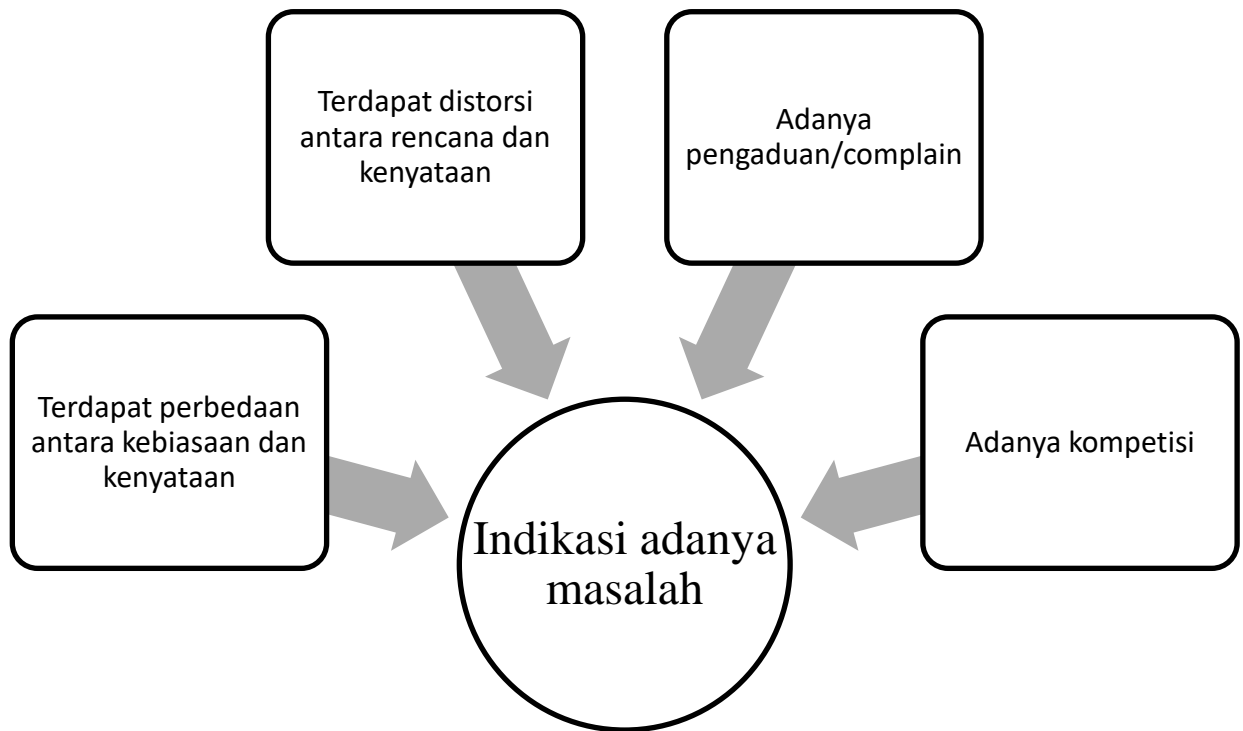 Terdapat distorsi
antara rencana dan
kenyataan
Adanya
pengaduan/complain
Terdapat perbedaan
antara kebiasaan dan
kenyataan
Adanya kompetisi
Indikasi adanya
masalah